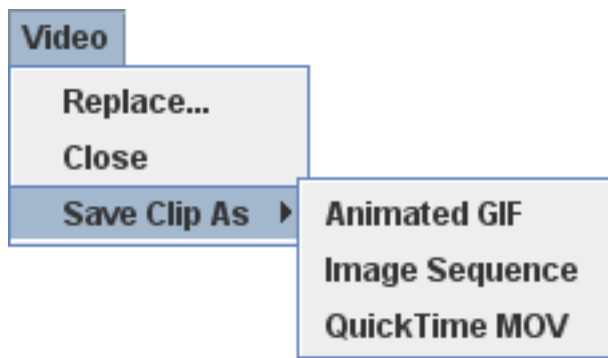 Video
Replace...
Close
Save Clip As
Animated GIF
Image Sequence
QuickTime MOV